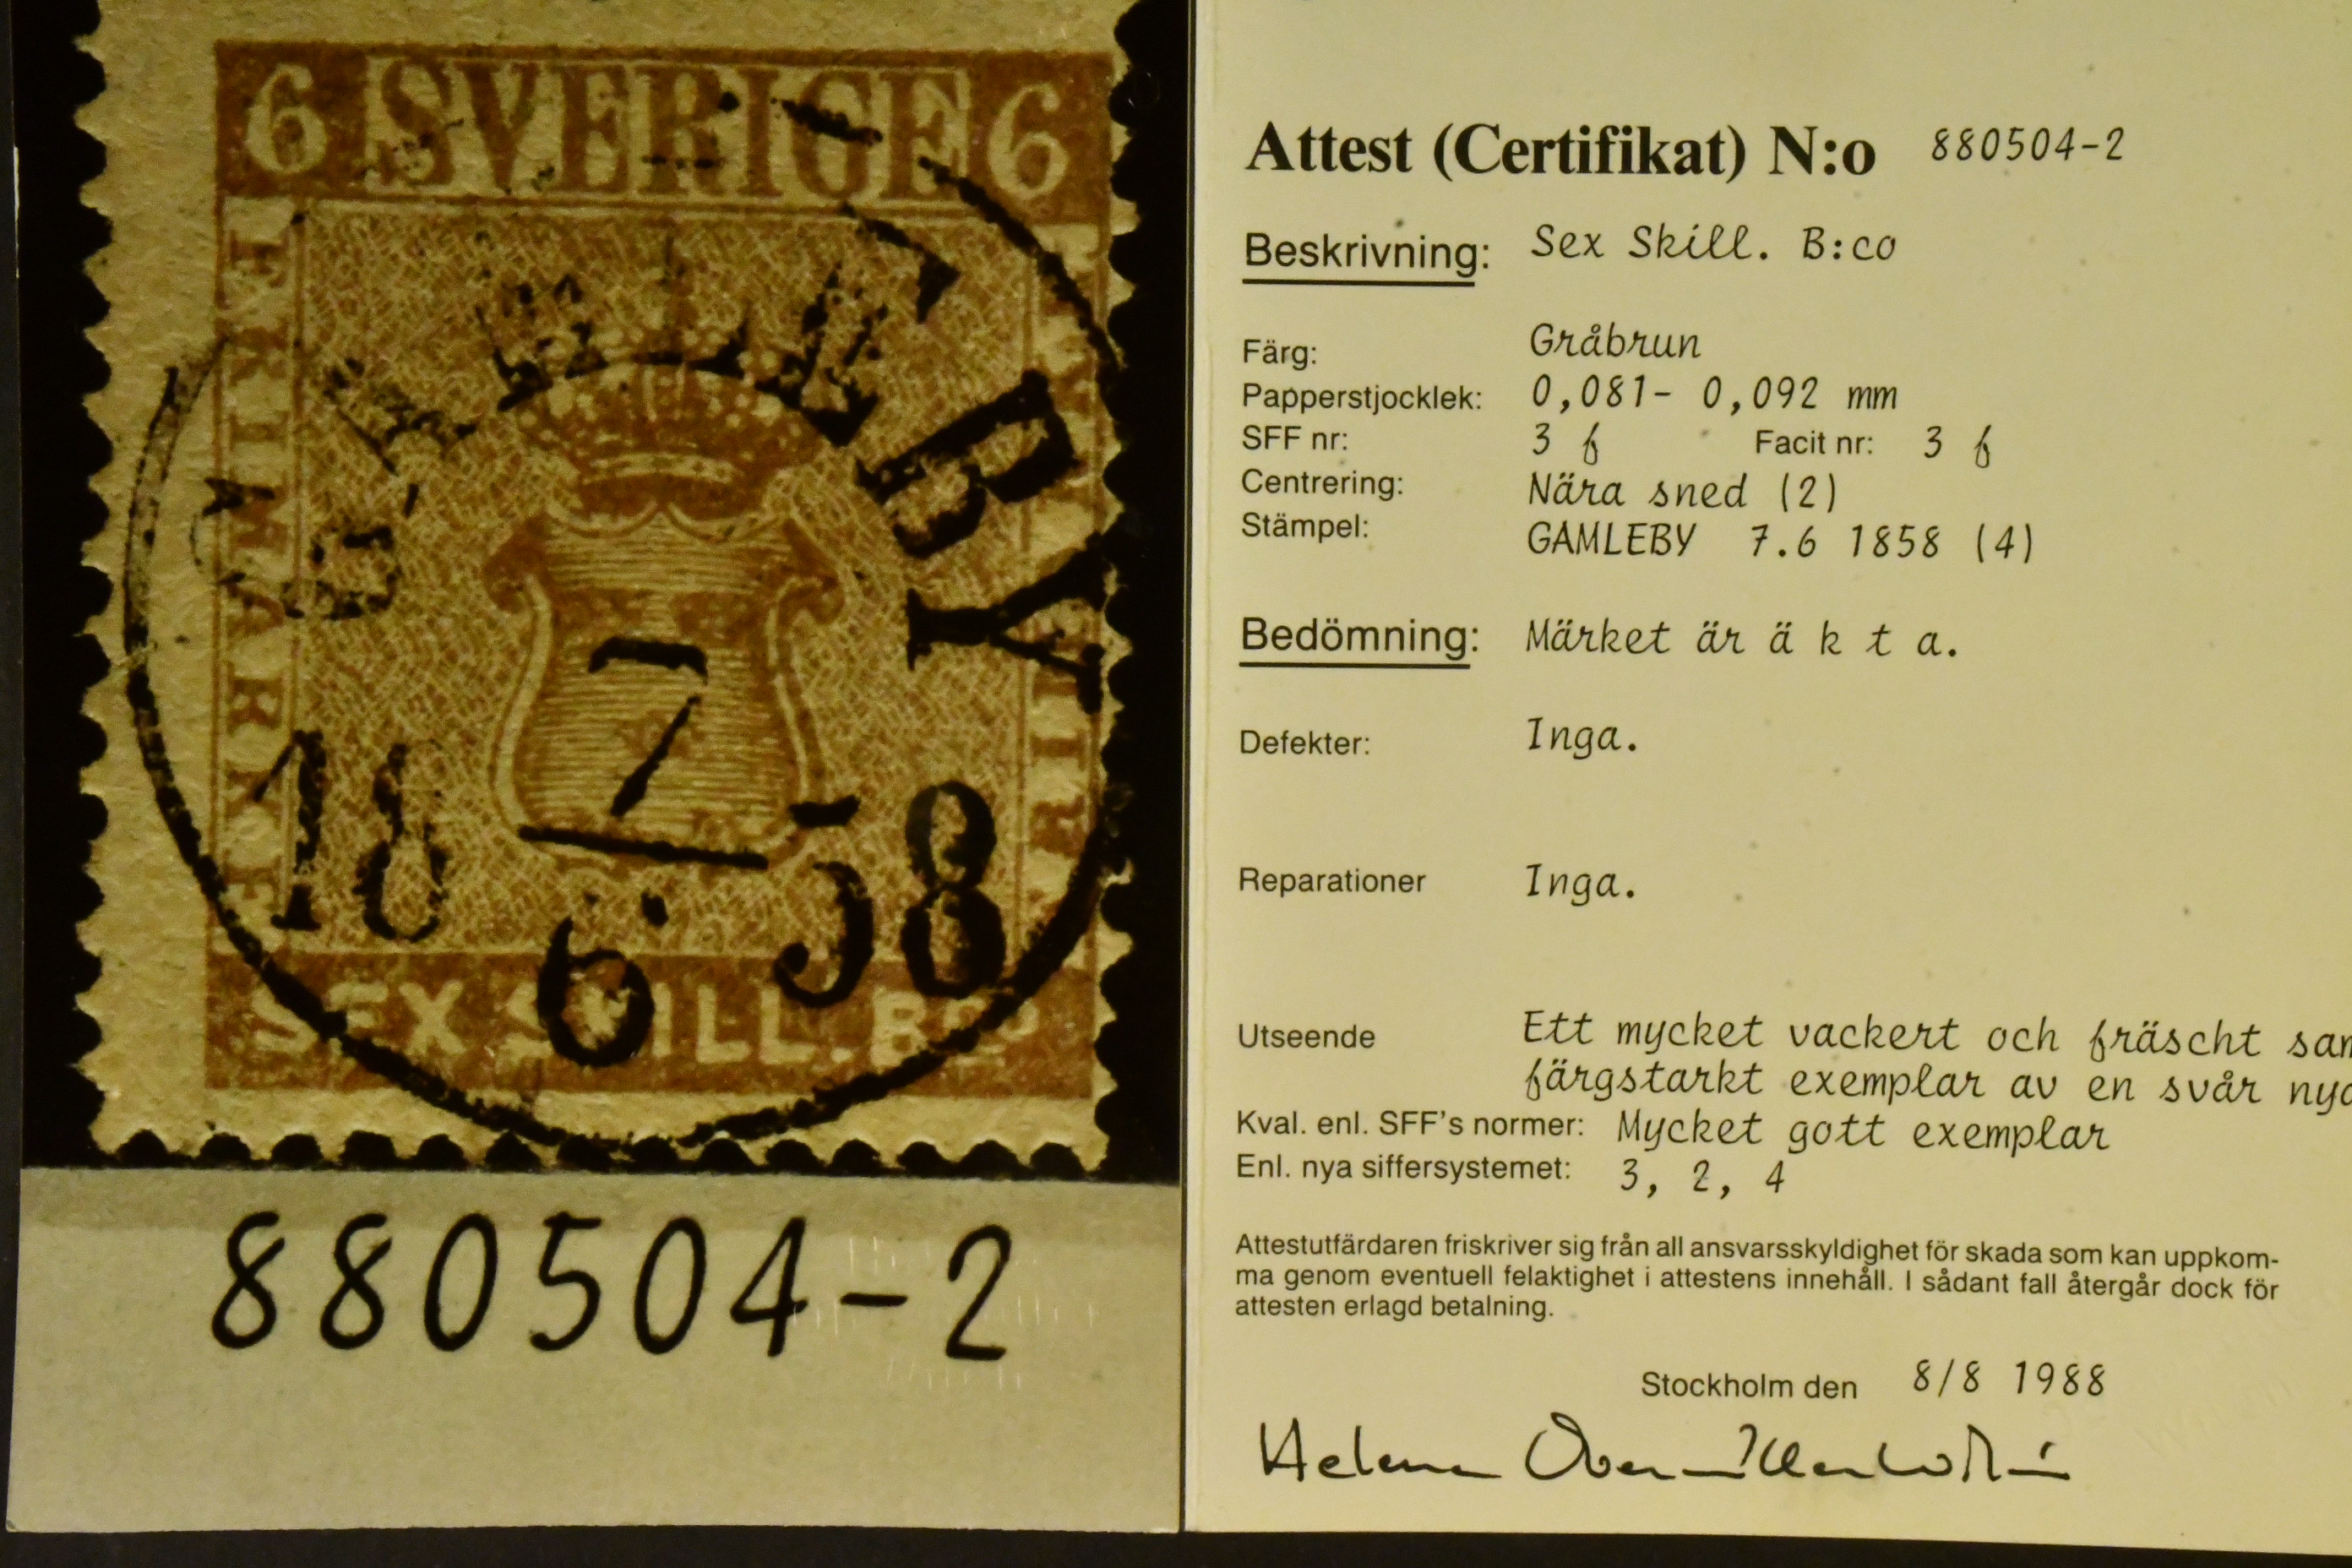 6 SVERIGE 6
FRIMÄRKE
GAMLEBY
7
18 58
6.
SEX SKILL. BCO
880504-2
Attest (Certifikat) N:o 880504-2
Beskrivning: Sex Skill. B:co
Färg: Gråbrun
Papperstjocklek: 0,081- 0,092 mm
SFF nr: 3 f Facit nr: 3 f
Centrering: Nära sned (2)
Stämpel: GAMLEBY 7.6 1858 (4)
Bedömning: Märket är ä k t a.
Defekter: Inga.
Reparationer Inga.
Utseende Ett mycket vackert och fräscht
färgstarkt exemplar av en svår
Kval. enl. SFF's normer: Mycket gott exemplar
Enl. nya siffersystemet: 3, 2, 4
Attestutfärdaren friskriver sig från all ansvarsskyldighet för skada som kan uppkom-
ma genom eventuell felaktighet i attestens innehåll. I sådant fall återgår dock för
attesten erlagd betalning.
Stockholm den 8/8 1988
Helena